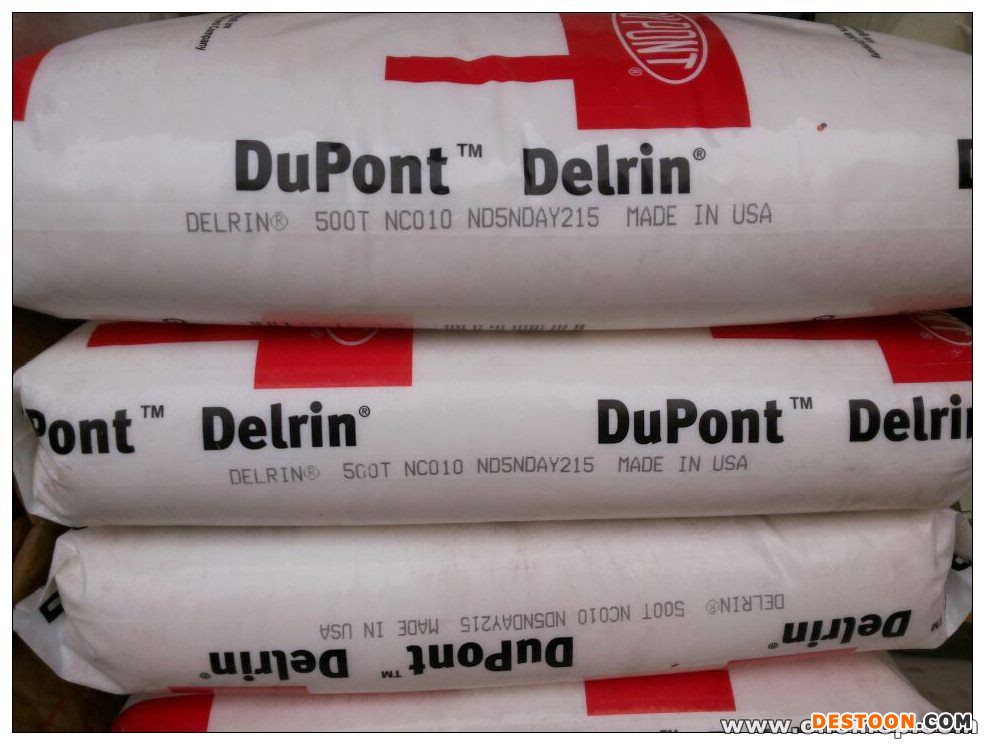 DUPONT®
DuPont™ Delrin®
DELRIN® 500T NC010 ND5NDAY215 MADE IN USA
Pont™ Delrin® DuPont™ Delri
DELRIN® 500T NC010 ND5NDAY215 MADE IN USA
DELRIN® 500T NC010 ND5NDAY215 MADE IN USA
Delrin® DuPont™ Delrin®
DESTOON.COM